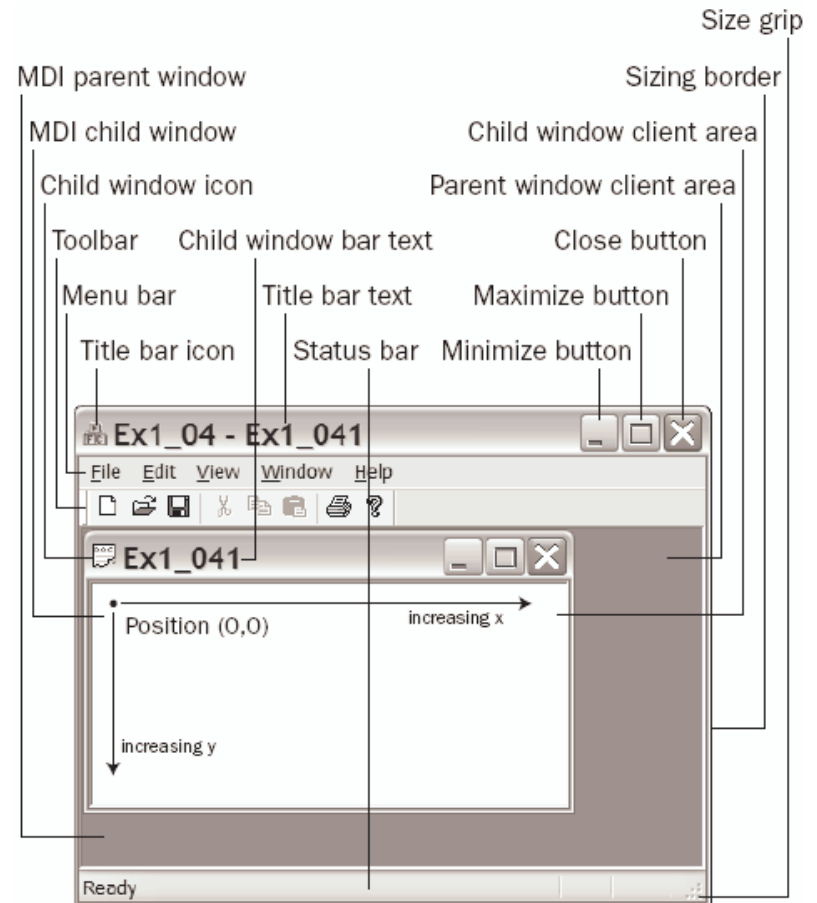 Size grip
MDI parent window
Sizing border
MDI child window
Child window client area
Child window icon
Parent window client area
Toolbar
Child window bar text
Close button
Menu bar
Title bar text
Maximize button
Title bar icon
Status bar
Minimize button
Ex1_04 - Ex1_041
File Edit View Window Help
Ex1_041
Position (0,0)
increasing x
increasing y
Ready